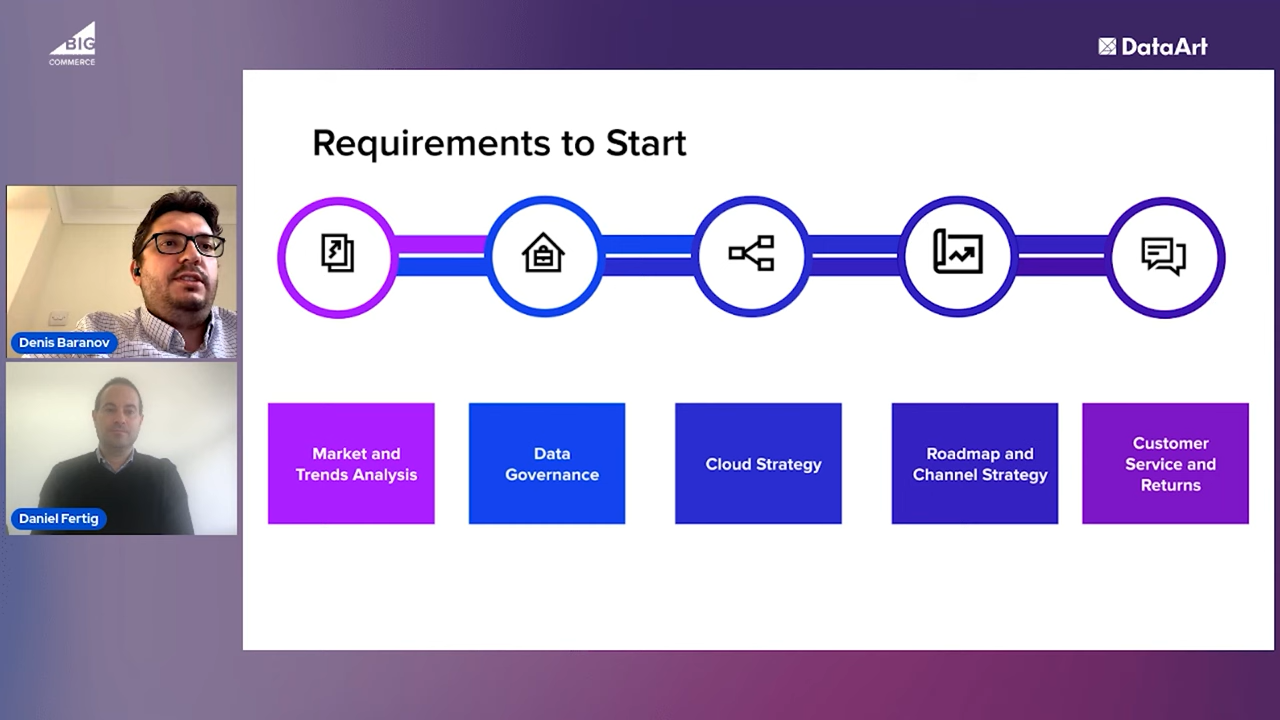 BIG
COMMERCE
DataArt
Requirements to Start
Denis Baranov
Daniel Fertig
Market and
Trends Analysis
Data
Governance
Cloud Strategy
Roadmap and
Channel Strategy
Customer
Service and
Returns